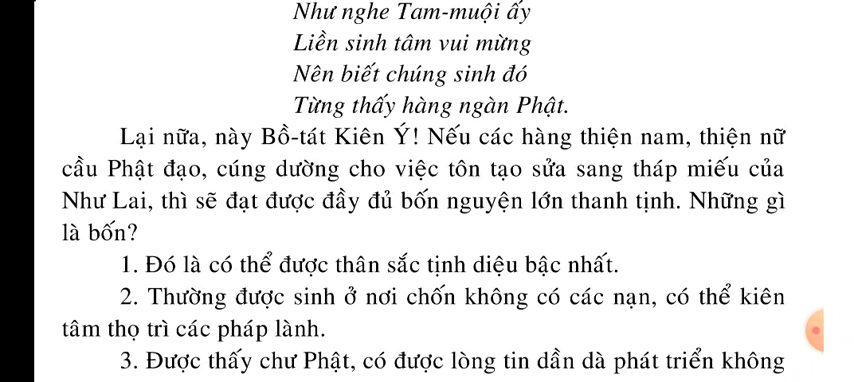 Như nghe Tam-muội ấy
Liền sinh tâm vui mừng
Nên biết chúng sinh đó
Từng thấy hàng ngàn Phật.
Lại nữa, này Bồ-tát Kiên Ý! Nếu các hàng thiện nam, thiện nữ
cầu Phật đạo, cúng dường cho việc tôn tạo sửa sang tháp miếu của
Như Lai, thì sẽ đạt được đầy đủ bốn nguyện lớn thanh tịnh. Những gì
là bốn?
1. Đó là có thể được thân sắc tịnh diệu bậc nhất.
2. Thường được sinh ở nơi chốn không có các nạn, có thể kiên
tâm thọ trì các pháp lành.
3. Được thấy chư Phật, có được lòng tin dần dà phát triển không